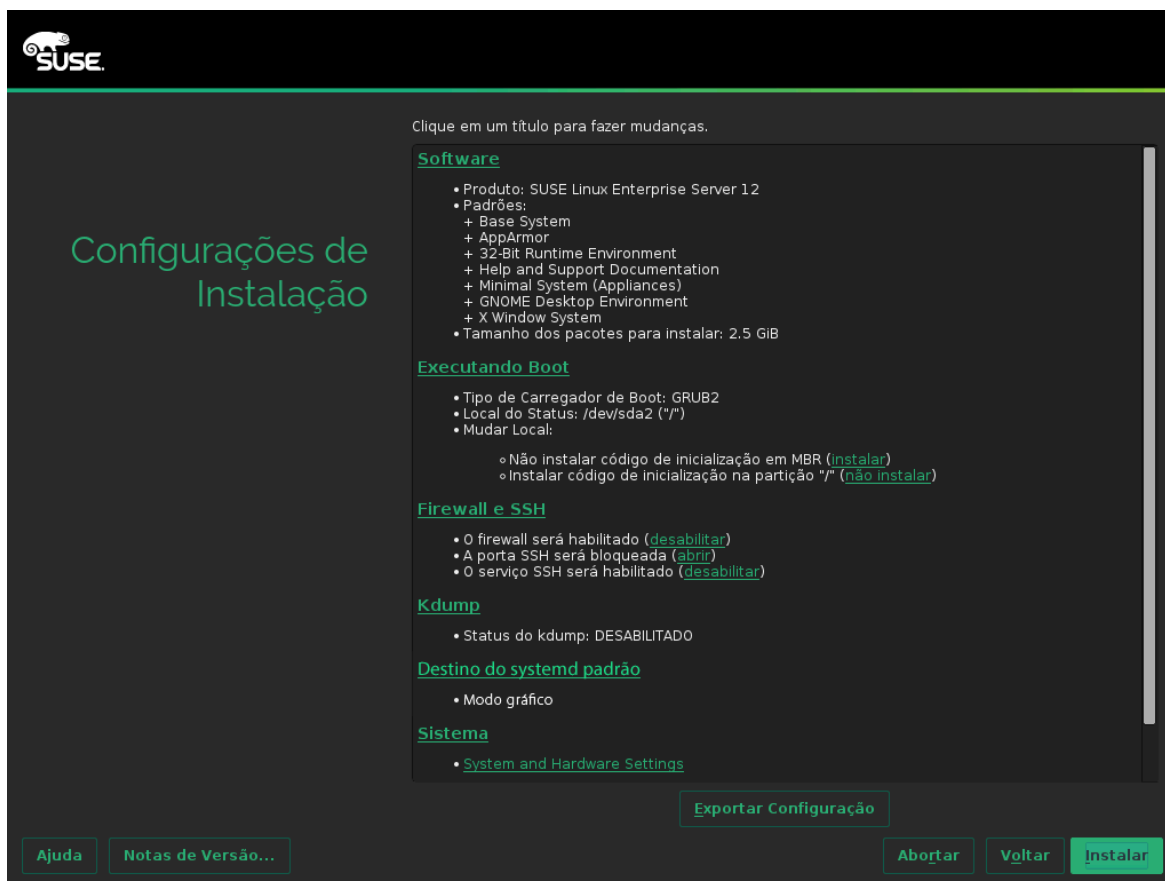 SUSE.
Clique em um título para fazer mudanças.
Configurações de
Instalação
Software
• Produto: SUSE Linux Enterprise Server 12
• Padrões:
+ Base System
+ AppArmor
+ 32-Bit Runtime Environment
+ Help and Support Documentation
+ Minimal System (Appliances)
+ GNOME Desktop Environment
+ X Window System
• Tamanho dos pacotes para instalar: 2.5 GiB
Executando Boot
• Tipo de Carregador de Boot: GRUB2
• Local do Status: /dev/sda2 ("/")
• Mudar Local:
◦ Não instalar código de inicialização em MBR (instalar)
◦ Instalar código de inicialização na partição "/" (não instalar)
Firewall e SSH
• O firewall será habilitado (desabilitar)
• A porta SSH será bloqueada (abrir)
• O serviço SSH será habilitado (desabilitar)
Kdump
• Status do kdump: DESABILITADO
Destino do systemd padrão
• Modo gráfico
Sistema
• System and Hardware Settings
Exportar Configuração
Ajuda Notas de Versão... Abortar Voltar Instalar